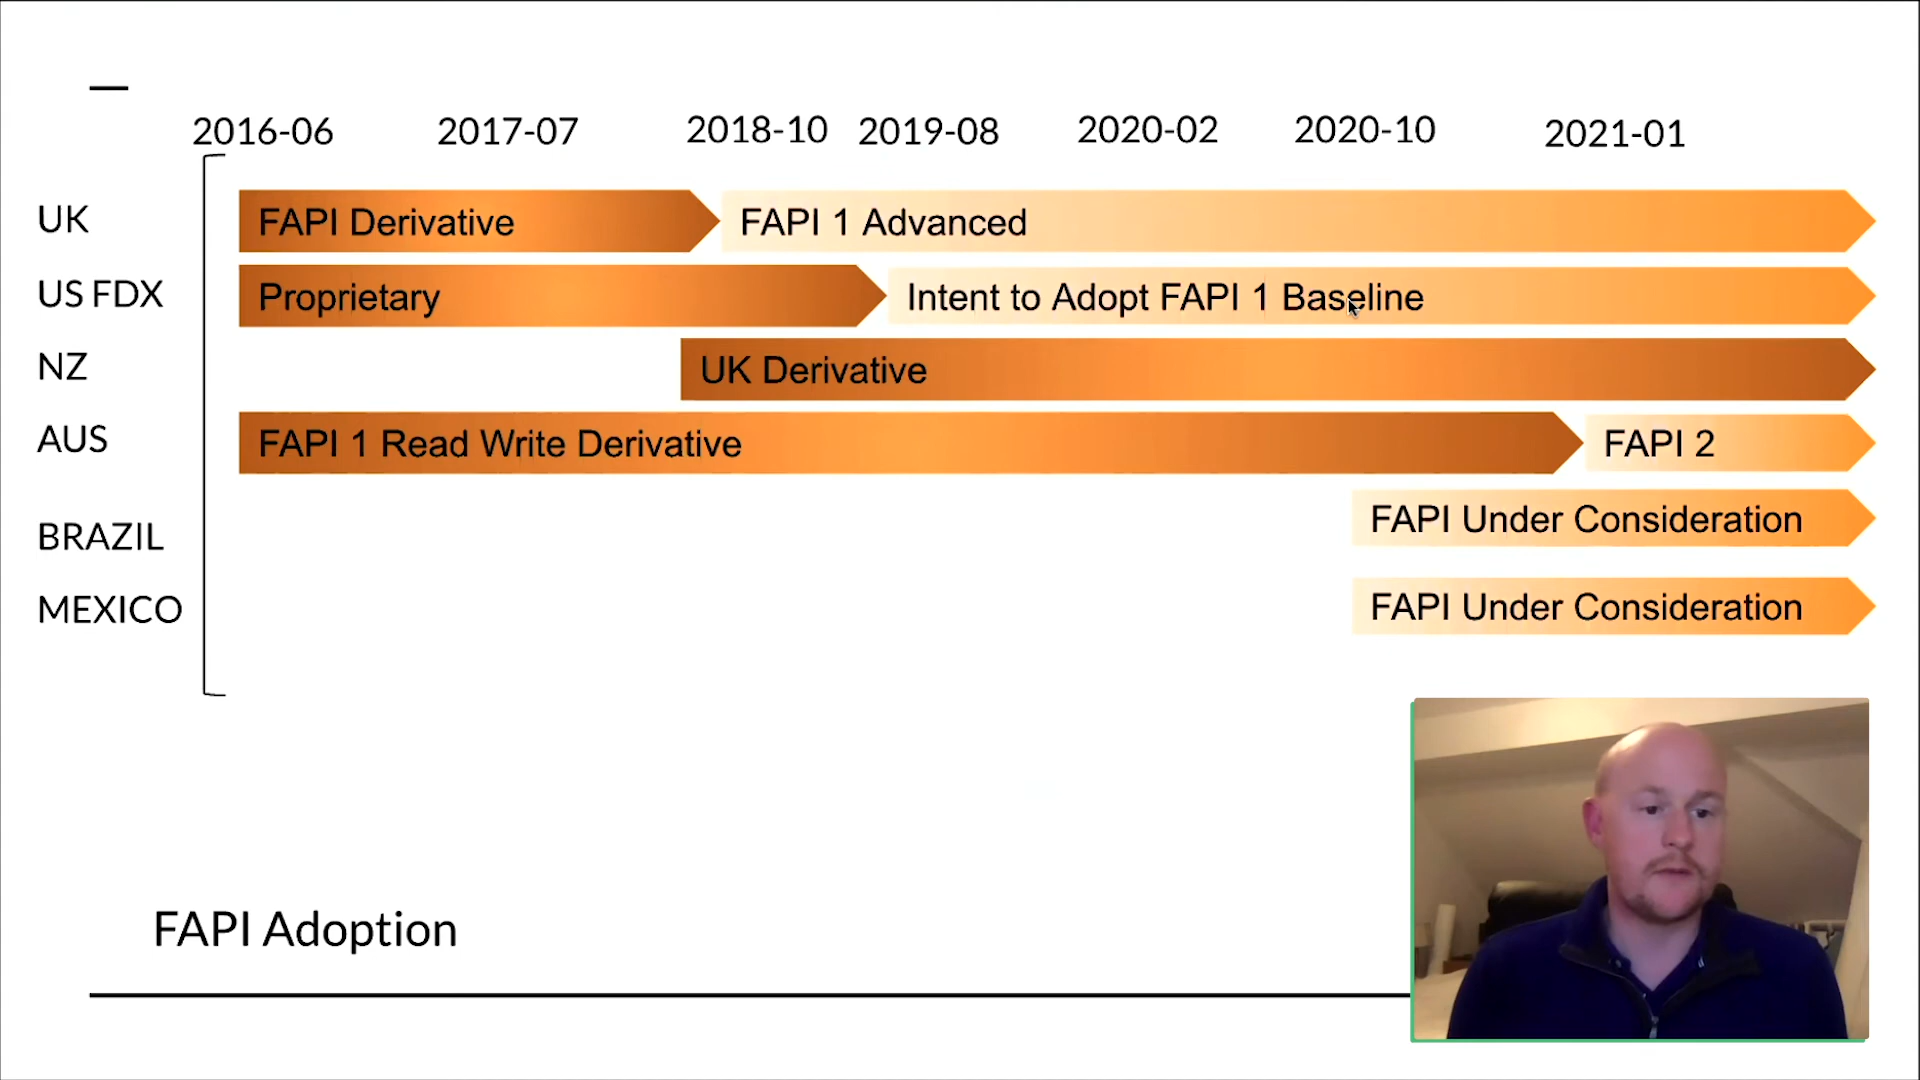 2016-06 2017-07 2018-10 2019-08 2020-02 2020-10 2021-01
UK FAPI Derivative FAPI 1 Advanced
US FDX Proprietary Intent to Adopt FAPI 1 Baseline
NZ UK Derivative
AUS FAPI 1 Read Write Derivative FAPI 2
BRAZIL FAPI Under Consideration
MEXICO FAPI Under Consideration
FAPI Adoption